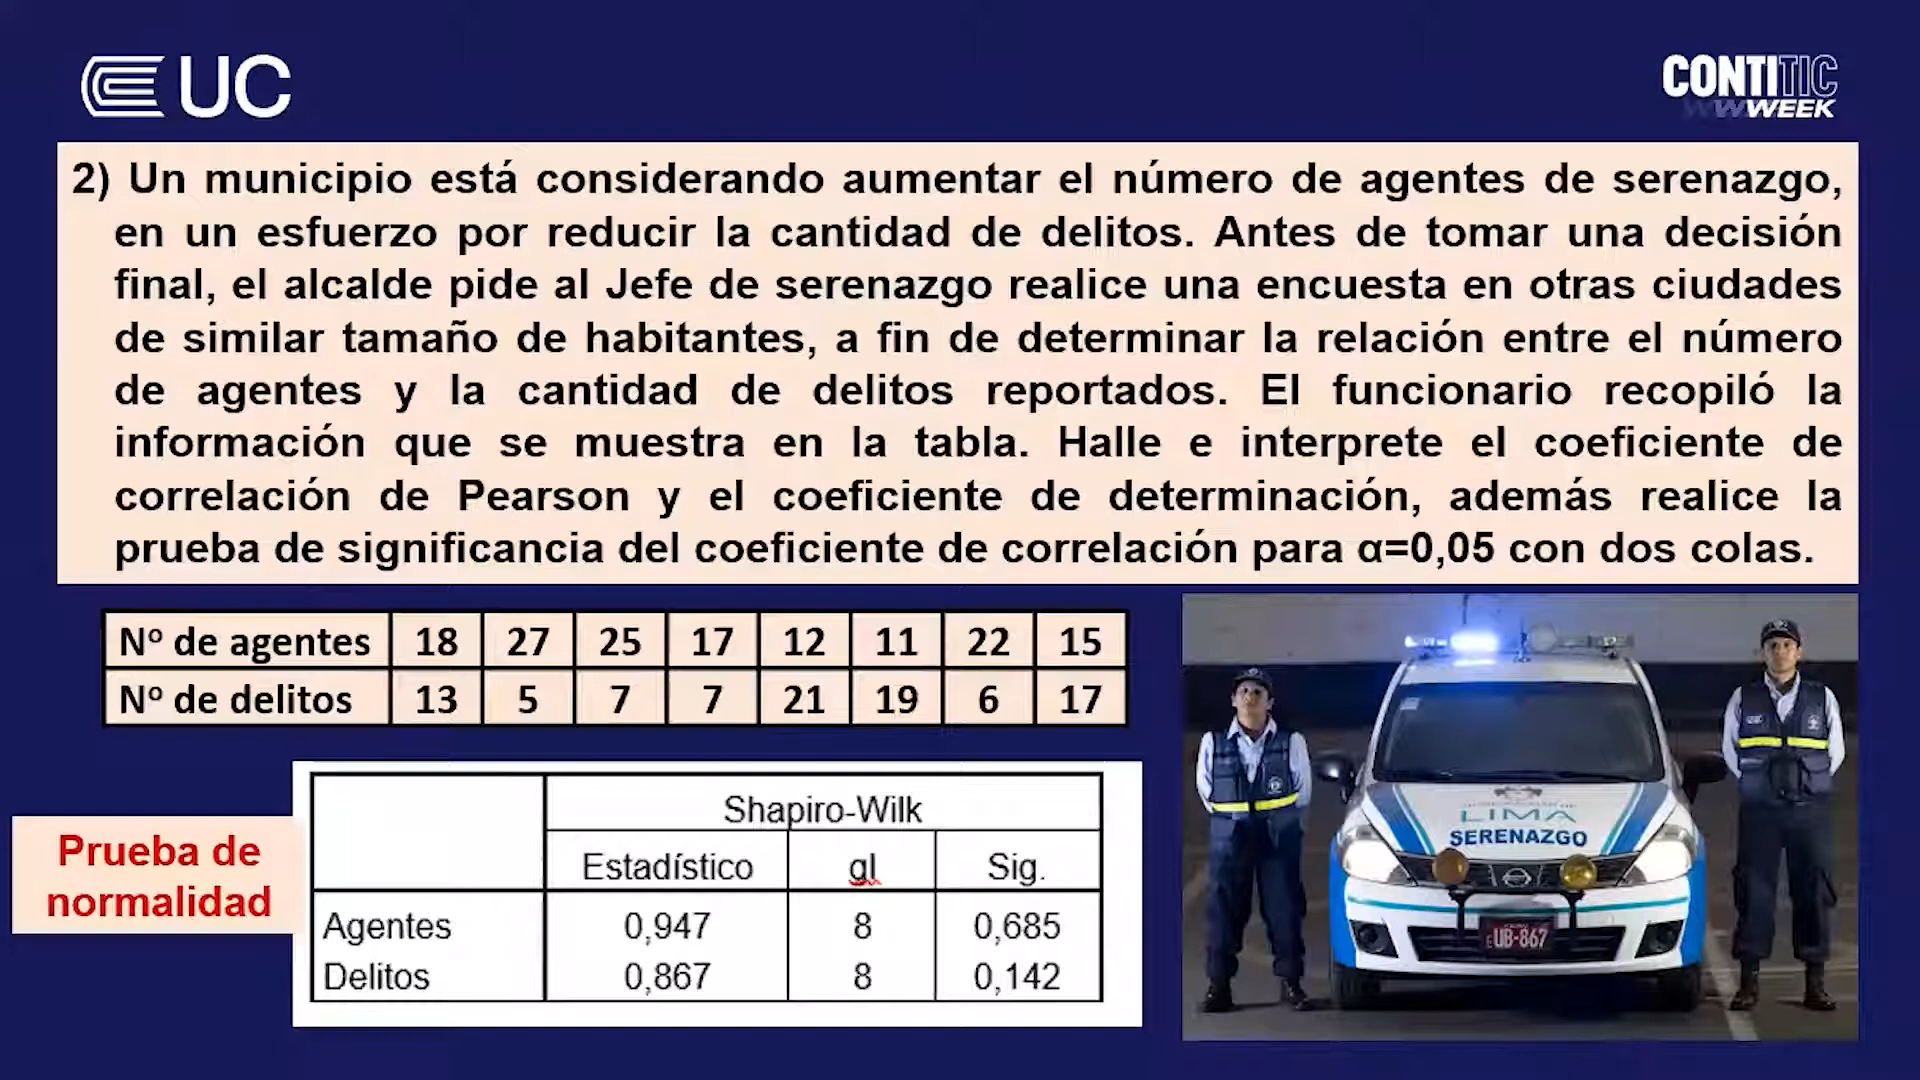 UC
CONTITIC
WEEK
2) Un municipio está considerando aumentar el número de agentes de serenazgo,
en un esfuerzo por reducir la cantidad de delitos. Antes de tomar una decisión
final, el alcalde pide al Jefe de serenazgo realice una encuesta en otras ciudades
de similar tamaño de habitantes, a fin de determinar la relación entre el número
de agentes y la cantidad de delitos reportados. El funcionario recopiló la
información que se muestra en la tabla. Halle e interprete el coeficiente de
correlación de Pearson y el coeficiente de determinación, además realice la
prueba de significancia del coeficiente de correlación para α=0,05 con dos colas.
Nº de agentes 18 27 25 17 12 11 22 15
Nº de delitos 13 5 7 7 21 19 6 17
Prueba de
normalidad
Shapiro-Wilk
Estadístico gl Sig.
Agentes 0,947 8 0,685
Delitos 0,867 8 0,142
LIMA
SERENAZGO
UB-867